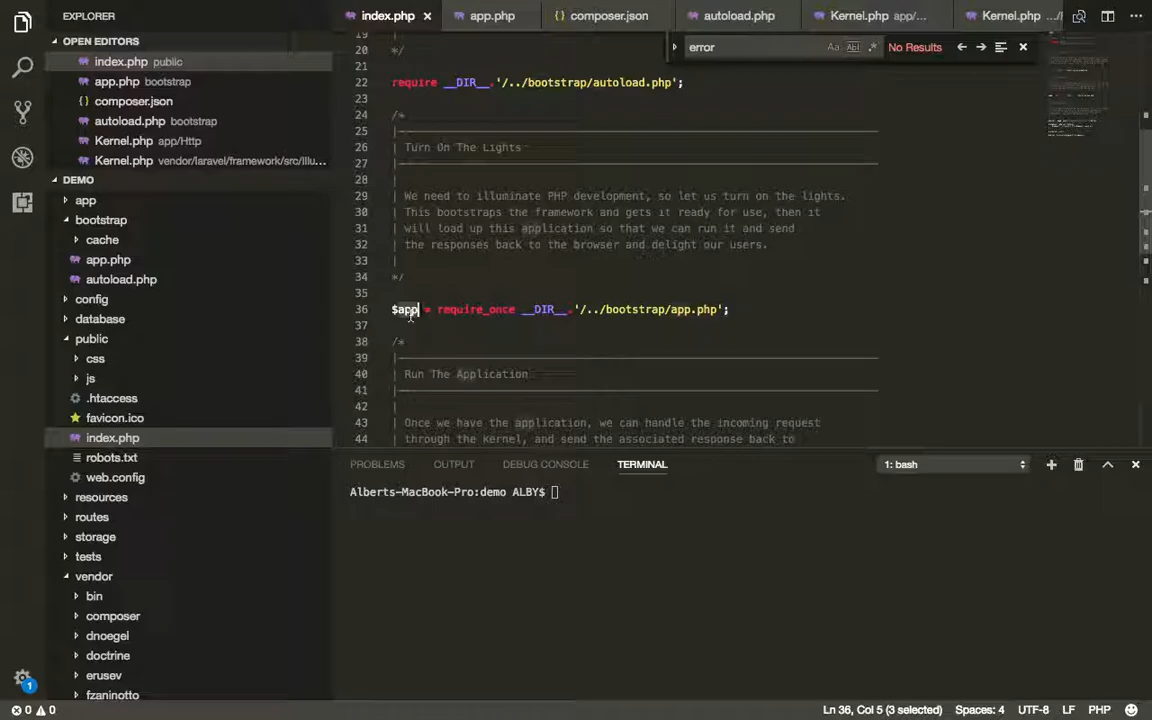 EXPLORER
OPEN EDITORS
index.php public
app.php bootstrap
composer.json
autoload.php bootstrap
Kernel.php app/Http
Kernel.php vendor/laravel/framework/src/Illu...
DEMO
app
bootstrap
cache
app.php
autoload.php
config
database
public
css
js
.htaccess
favicon.ico
index.php
robots.txt
web.config
resources
routes
storage
tests
vendor
bin
composer
dnoegel
doctrine
erusev
fzaninotto
1
index.php
app.php
composer.json
autoload.php
Kernel.php app/...
Kernel.php .../
error
Aa Abl .*
No Results
19 |
20 */
21
22 require __DIR__.'/../bootstrap/autoload.php';
23
24 /*
25 |
26 | Turn On The Lights
27 |
28 |
29 | We need to illuminate PHP development, so let us turn on the lights.
30 | This bootstraps the framework and gets it ready for use, then it
31 | will load up this application so that we can run it and send
32 | the responses back to the browser and delight our users.
33 |
34 */
35
36 $app = require_once __DIR__.'/../bootstrap/app.php';
37
38 /*
39 |
40 | Run The Application
41 |
42 |
43 | Once we have the application, we can handle the incoming request
44 | through the kernel, and send the associated response back to
PROBLEMS OUTPUT DEBUG CONSOLE TERMINAL
1: bash
Alberts-MacBook-Pro:demo ALBY$
0 0
Ln 36, Col 5 (3 selected) Spaces: 4 UTF-8 LF PHP